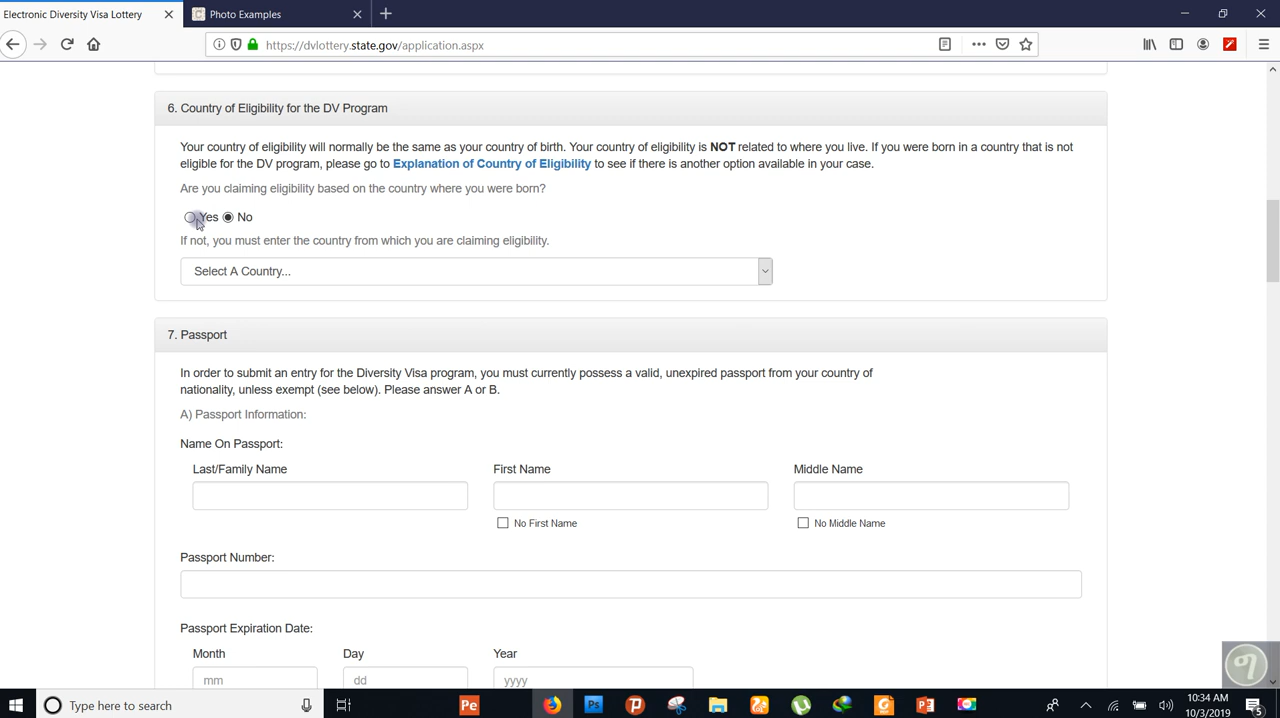 Electronic Diversity Visa Lottery
Photo Examples
https://dvlottery.state.gov/application.aspx
6. Country of Eligibility for the DV Program
Your country of eligibility will normally be the same as your country of birth. Your country of eligibility is NOT related to where you live. If you were born in a country that is not
eligible for the DV program, please go to Explanation of Country of Eligibility to see if there is another option available in your case.
Are you claiming eligibility based on the country where you were born?
Yes No
If not, you must enter the country from which you are claiming eligibility.
Select A Country...
7. Passport
In order to submit an entry for the Diversity Visa program, you must currently possess a valid, unexpired passport from your country of
nationality, unless exempt (see below). Please answer A or B.
A) Passport Information:
Name On Passport:
Last/Family Name First Name Middle Name
No First Name No Middle Name
Passport Number:
Passport Expiration Date:
Month Day Year
mm dd yyyy
Type here to search
Pe
Ps
10:34 AM
10/3/2019
5